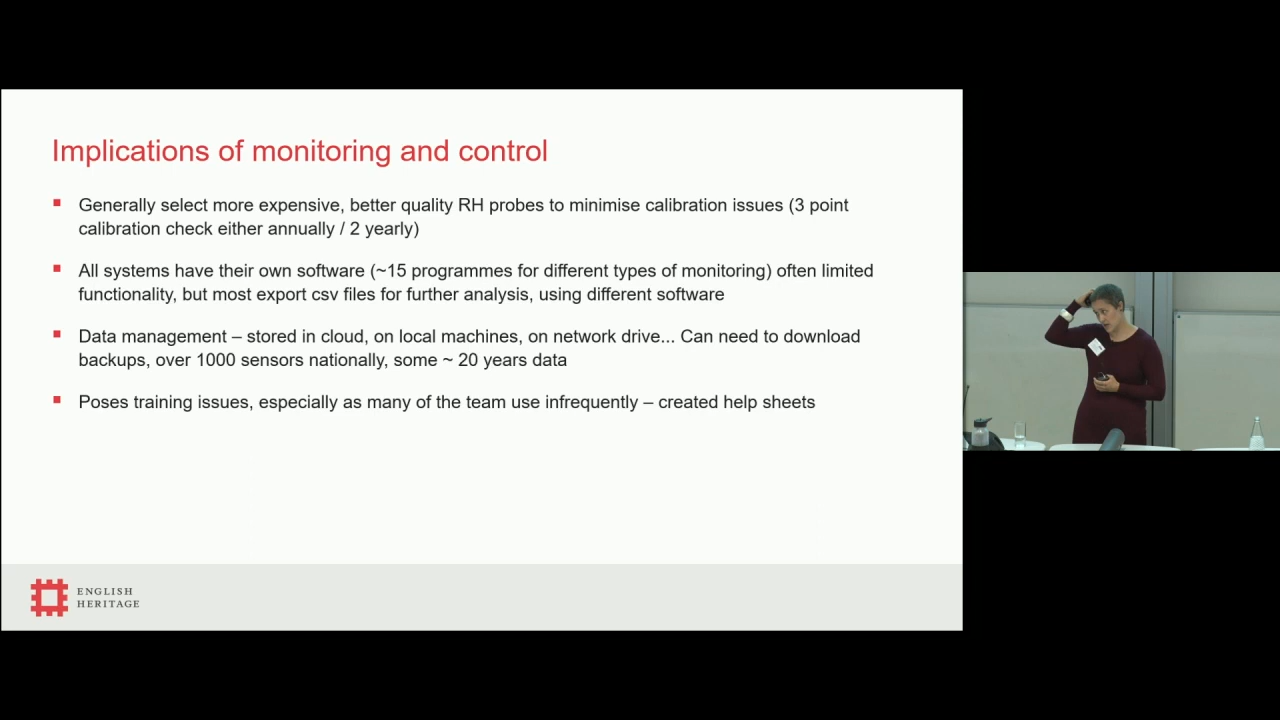 Implications of monitoring and control
Generally select more expensive, better quality RH probes to minimise calibration issues (3 point
calibration check either annually / 2 yearly)
All systems have their own software (~15 programmes for different types of monitoring) often limited
functionality, but most export csv files for further analysis, using different software
Data management – stored in cloud, on local machines, on network drive... Can need to download
backups, over 1000 sensors nationally, some ~ 20 years data
Poses training issues, especially as many of the team use infrequently – created help sheets
ENGLISH
HERITAGE